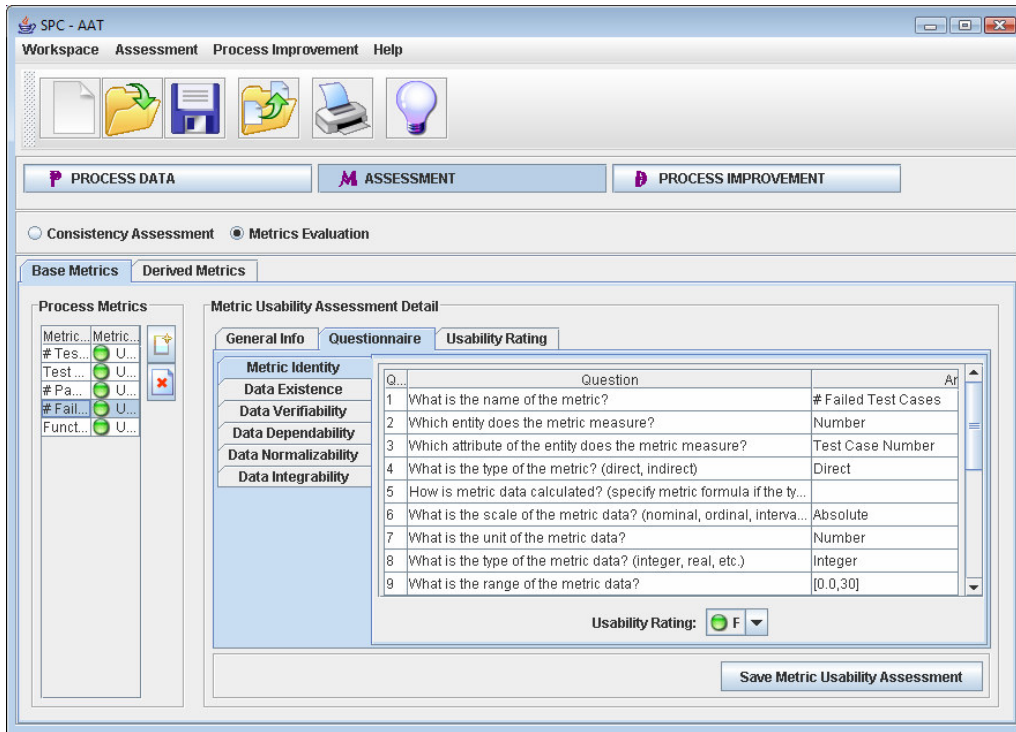 SPC - AAT
Workspace Assessment Process Improvement Help
P PROCESS DATA M ASSESSMENT PROCESS IMPROVEMENT
Consistency Assessment Metrics Evaluation
Base Metrics Derived Metrics
Process Metrics Metric Usability Assessment Detail
General Info Questionnaire Usability Rating
Metric... Metric...
# Tes... U...
Test ... U...
# Pa... U...
# Fail... U...
Funct... U...
Metric Identity
Data Existence
Data Verifiability
Data Dependability
Data Normalizability
Data Integrability
Q... Question Ar
1 What is the name of the metric? # Failed Test Cases
2 Which entity does the metric measure? Number
3 Which attribute of the entity does the metric measure? Test Case Number
4 What is the type of the metric? (direct, indirect) Direct
5 How is metric data calculated? (specify metric formula if the ty...
6 What is the scale of the metric data? (nominal, ordinal, interva... Absolute
7 What is the unit of the metric data? Number
8 What is the type of the metric data? (integer, real, etc.) Integer
9 What is the range of the metric data? [0.0,30]
Usability Rating: F
Save Metric Usability Assessment